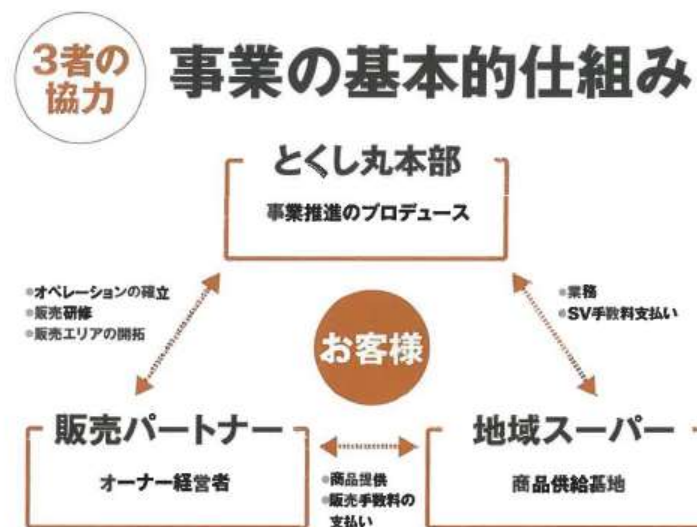 3者の
協力
事業の基本的仕組み
とくし丸本部
事業推進のプロデュース
●オペレーションの確立
●販売研修
●販売エリアの開拓
●業務
●SV手数料支払い
お客様
販売パートナー
オーナー経営者
●商品提供
●販売手数料の
支払い
地域スーパー
商品供給基地